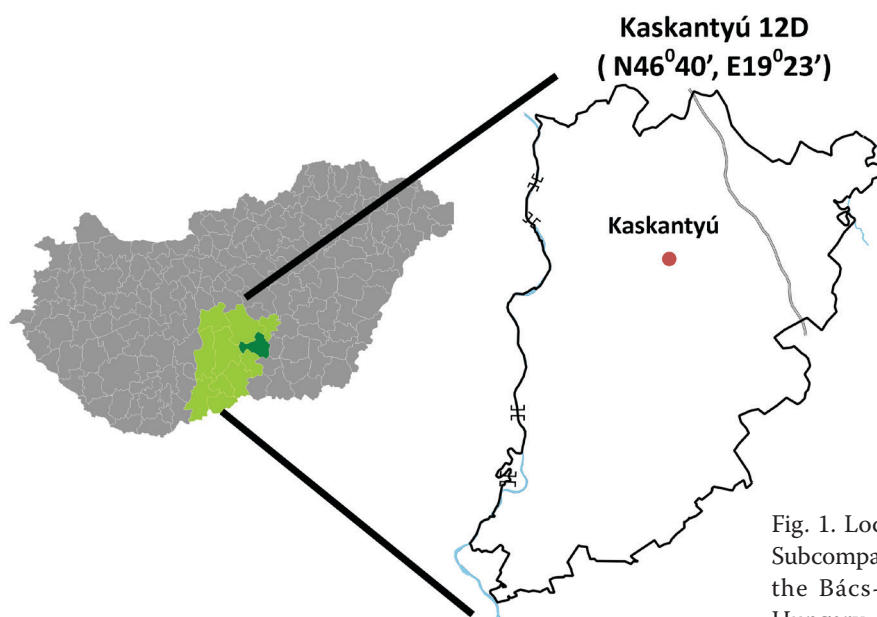 Kaskantyú 12D
( N46⁰40’, E19⁰23’)
Kaskantyú
Fig. 1. Loc
Subcompa
the Bács-